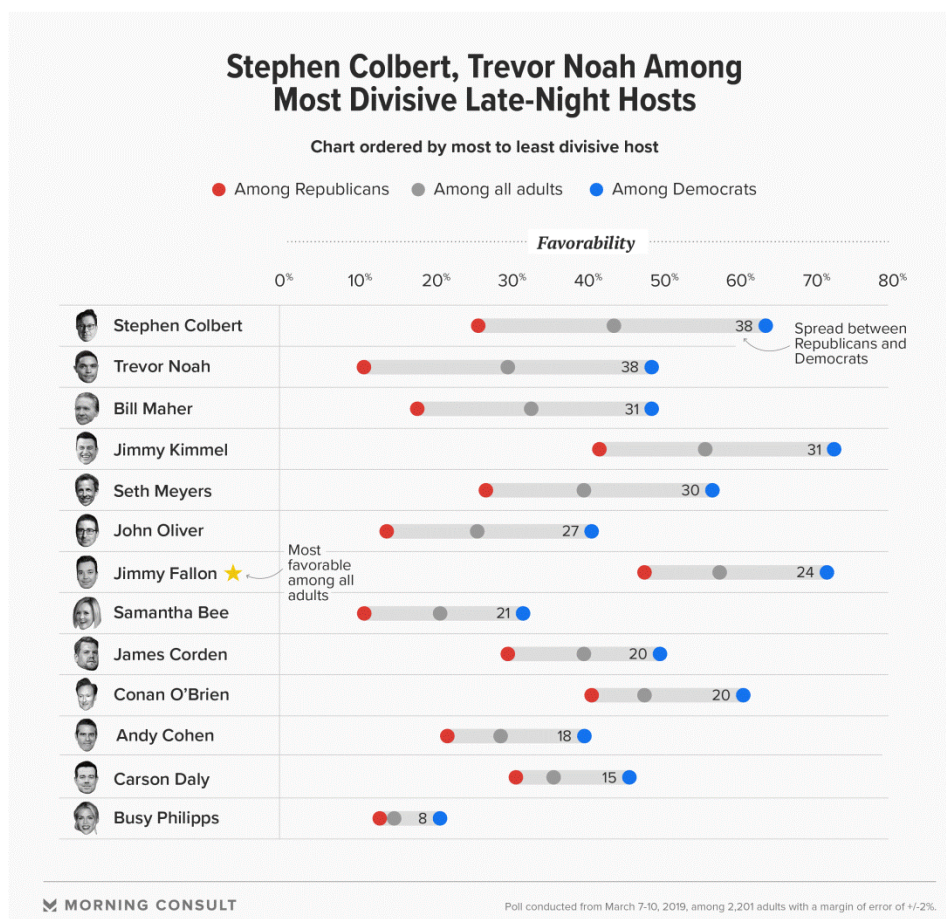 Stephen Colbert, Trevor Noah Among
Most Divisive Late-Night Hosts
Chart ordered by most to least divisive host
Among Republicans Among all adults Among Democrats
Favorability
0% 10% 20% 30% 40% 50% 60% 70% 80%
Stephen Colbert 38
Spread between
Republicans and
Democrats
Trevor Noah 38
Bill Maher 31
Jimmy Kimmel 31
Seth Meyers 30
John Oliver 27
Most
favorable
among all
adults
Jimmy Fallon 24
Samantha Bee 21
James Corden 20
Conan O’Brien 20
Andy Cohen 18
Carson Daly 15
Busy Philipps 8
MORNING CONSULT
Poll conducted from March 7-10, 2019, among 2,201 adults with a margin of error of +/-2%.